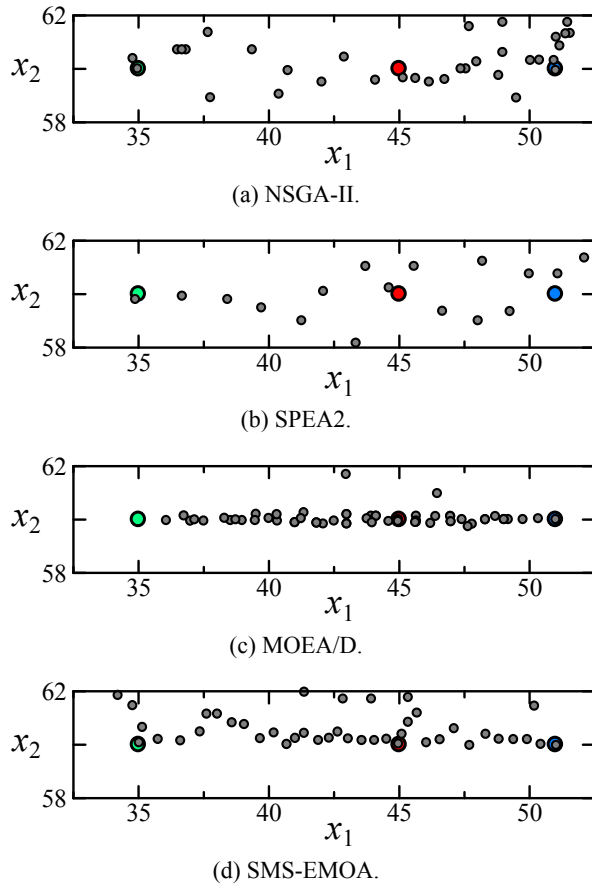 62
x₂
58
35 40 45 50
x₁
(a) NSGA-II.
62
x₂
58
35 40 45 50
x₁
(b) SPEA2.
62
x₂
58
35 40 45 50
x₁
(c) MOEA/D.
62
x₂
58
35 40 45 50
x₁
(d) SMS-EMOA.